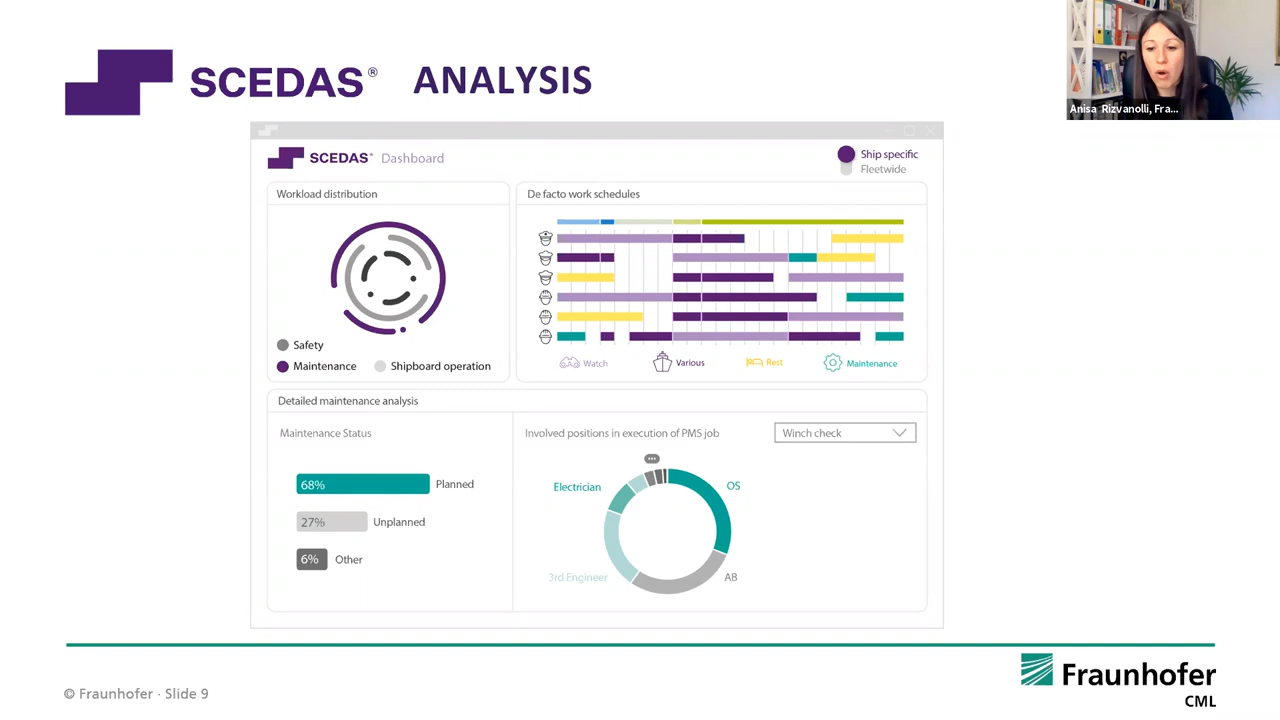 SCEDAS® ANALYSIS
Anisa Rizvanolli, Fra...
SCEDAS® Dashboard
Ship specific
Fleetwide
Workload distribution
Safety
Maintenance
Shipboard operation
De facto work schedules
Watch
Various
Rest
Maintenance
Detailed maintenance analysis
Maintenance Status
68% Planned
27% Unplanned
6% Other
Involved positions in execution of PMS job
Winch check
Electrician
OS
3rd Engineer
AB
© Fraunhofer · Slide 9
Fraunhofer
CML